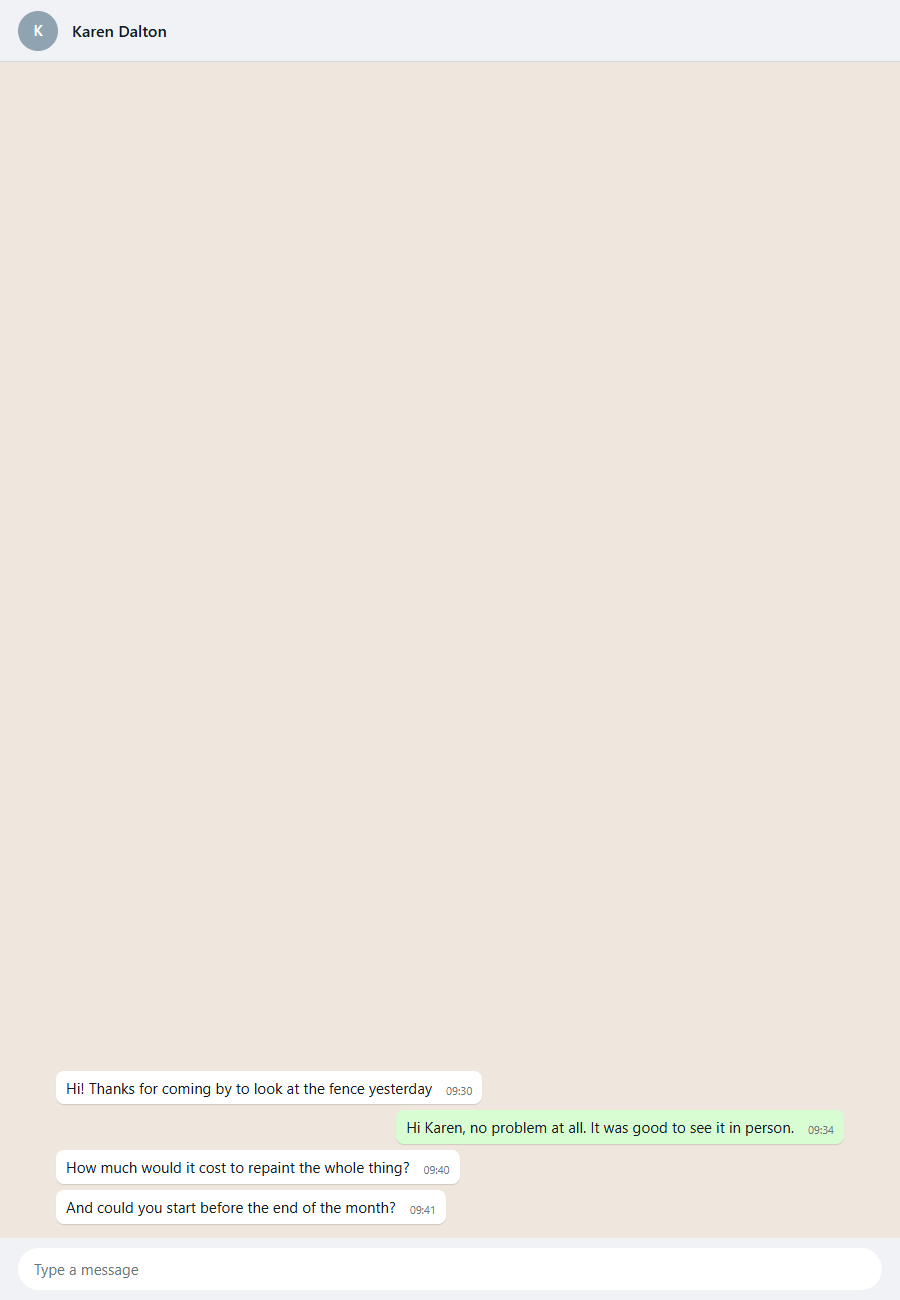 K
Karen Dalton
Hi! Thanks for coming by to look at the fence yesterday 09:30
Hi Karen, no problem at all. It was good to see it in person. 09:34
How much would it cost to repaint the whole thing? 09:40
And could you start before the end of the month? 09:41
Type a message